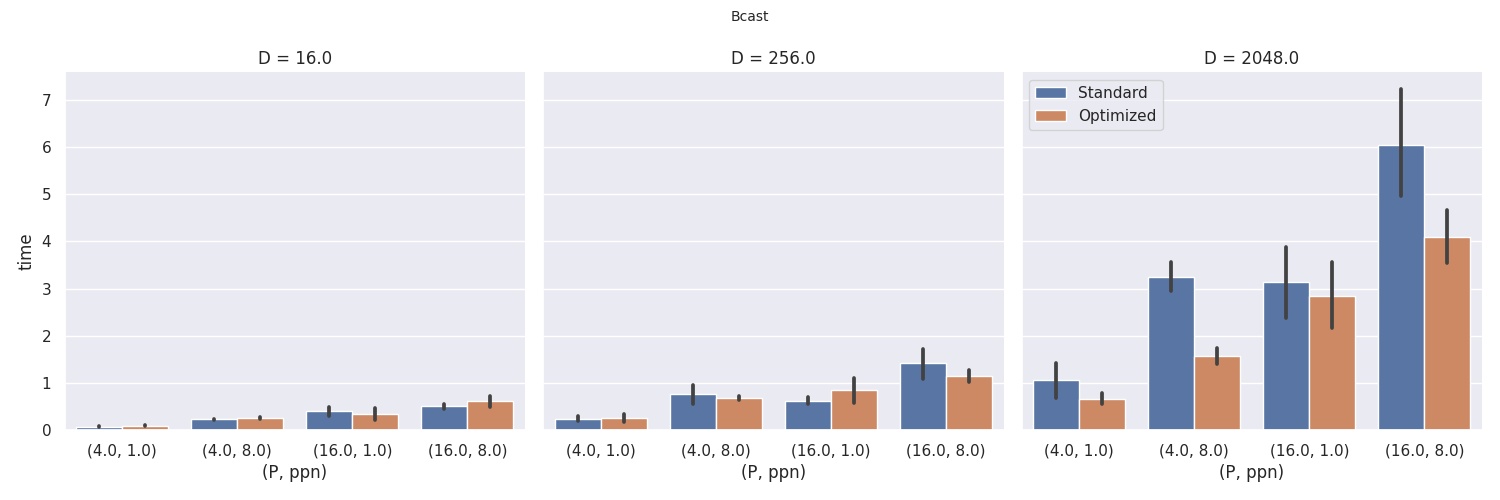 Bcast
D = 16.0
D = 256.0
D = 2048.0
Standard
Optimized
time
7
6
5
4
3
2
1
0
(4.0, 1.0) (4.0, 8.0) (16.0, 1.0) (16.0, 8.0)
(4.0, 1.0) (4.0, 8.0) (16.0, 1.0) (16.0, 8.0)
(4.0, 1.0) (4.0, 8.0) (16.0, 1.0) (16.0, 8.0)
(P, ppn)
(P, ppn)
(P, ppn)